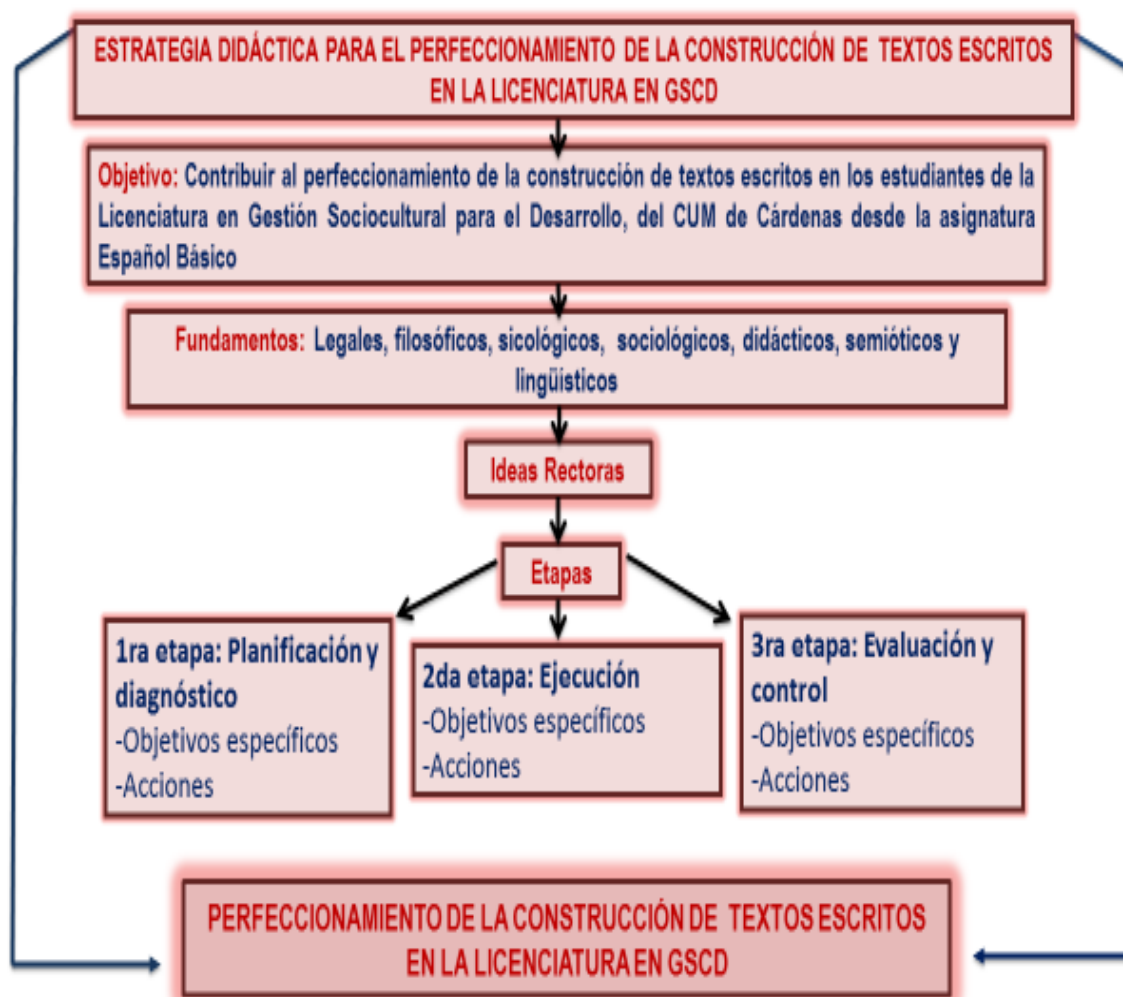 ESTRATEGIA DIDÁCTICA PARA EL PERFECCIONAMIENTO DE LA CONSTRUCCIÓN DE TEXTOS ESCRITOS
EN LA LICENCIATURA EN GSCD
Objetivo: Contribuir al perfeccionamiento de la construcción de textos escritos en los estudiantes de la
Licenciatura en Gestión Sociocultural para el Desarrollo, del CUM de Cárdenas desde la asignatura
Español Básico
Fundamentos: Legales, filosóficos, sicológicos, sociológicos, didácticos, semióticos y
lingüísticos
Ideas Rectoras
Etapas
1ra etapa: Planificación y
diagnóstico
-Objetivos específicos
-Acciones
2da etapa: Ejecución
-Objetivos específicos
-Acciones
3ra etapa: Evaluación y
control
-Objetivos específicos
-Acciones
PERFECCIONAMIENTO DE LA CONSTRUCCIÓN DE TEXTOS ESCRITOS
EN LA LICENCIATURA EN GSCD